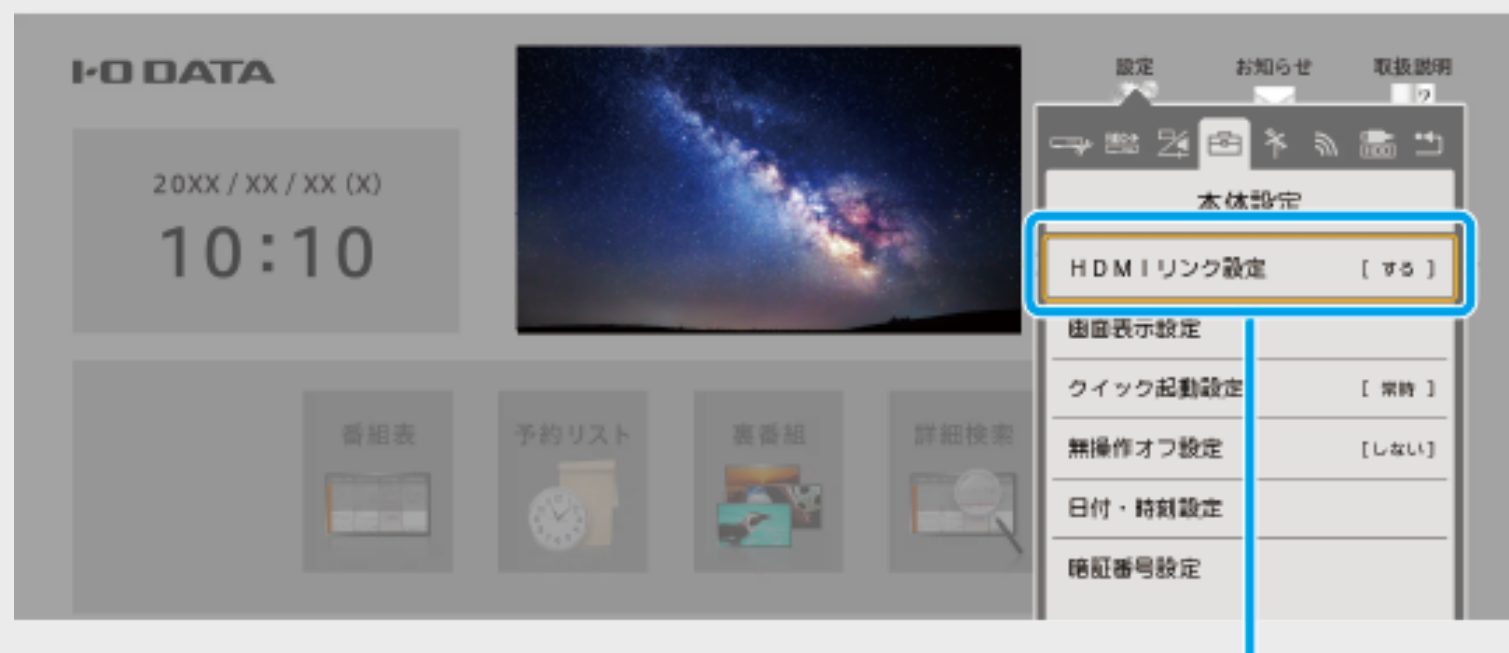 I-O DATA
設定
お知らせ
取扱説明
20XX / XX / XX (X)
10:10
本体設定
HDMIリンク設定 [ する ]
画面表示設定
クイック起動設定 [ 常時 ]
無操作オフ設定 [しない]
日付・時刻設定
暗証番号設定
番組表
予約リスト
裏番組
詳細検索
HDD